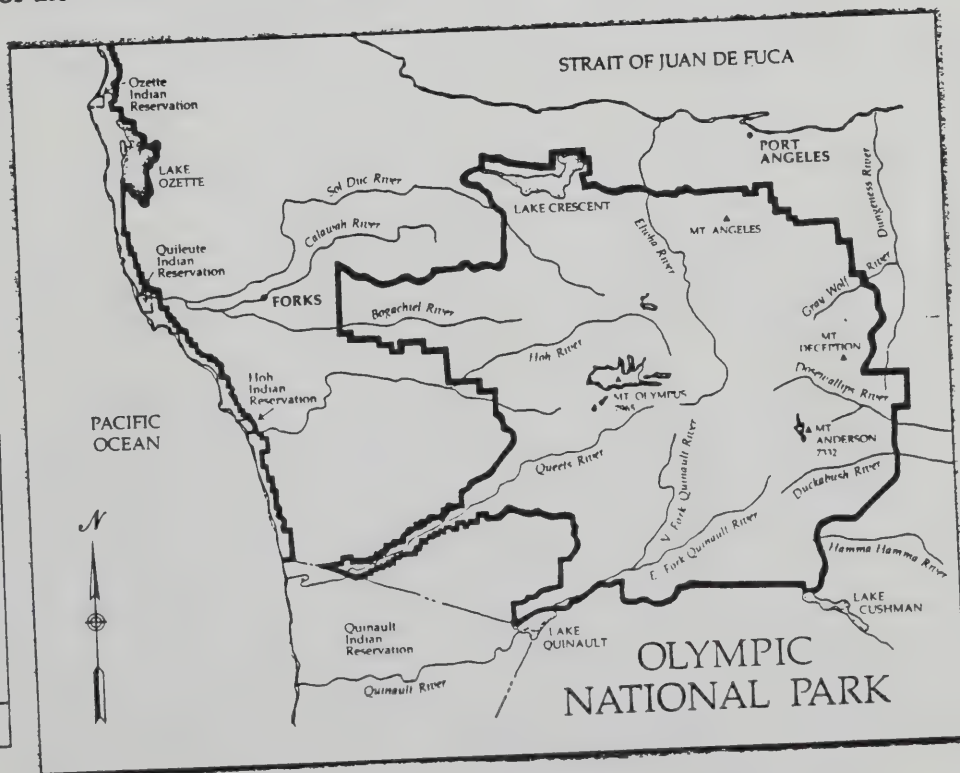 STRAIT OF JUAN DE FUCA
Ozette
Indian
Reservation
LAKE
OZETTE
PORT
ANGELES
Sol Duc River
LAKE CRESCENT
Dungeness River
Calawah River
Elwha River
MT ANGELES
Quileute
Indian
Reservation
FORKS
Gray Wolf River
Bogachiel River
Hoh River
MT
DECEPTION
Hoh
Indian
Reservation
MT OLYMPUS
7965
Dosewallips River
PACIFIC
OCEAN
MT
ANDERSON
7332
Queets River
N Fork Quinault River
Duckabush River
N
E. Fork Quinault River
Hamma Hamma River
LAKE
CUSHMAN
Quinault
Indian
Reservation
LAKE
QUINAULT
Quinault River
OLYMPIC
NATIONAL PARK